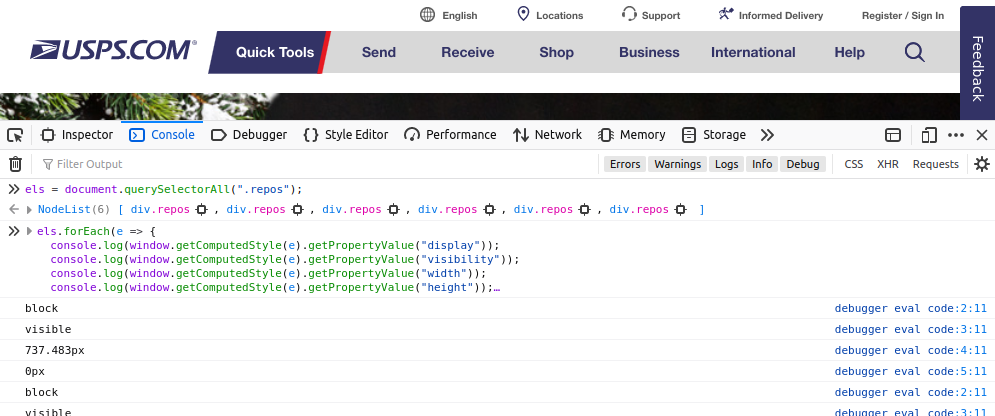 English Locations Support Informed Delivery Register / Sign In
USPS.COM® Quick Tools Send Receive Shop Business International Help
Feedback
Inspector Console Debugger Style Editor Performance Network Memory Storage
Filter Output Errors Warnings Logs Info Debug CSS XHR Requests
els = document.querySelectorAll(".repos");
NodeList(6) [ div.repos , div.repos , div.repos , div.repos , div.repos , div.repos ]
els.forEach(e => {
console.log(window.getComputedStyle(e).getPropertyValue("display"));
console.log(window.getComputedStyle(e).getPropertyValue("visibility"));
console.log(window.getComputedStyle(e).getPropertyValue("width"));
console.log(window.getComputedStyle(e).getPropertyValue("height"));…
block debugger eval code:2:11
visible debugger eval code:3:11
737.483px debugger eval code:4:11
0px debugger eval code:5:11
block debugger eval code:2:11
visible debugger eval code:3:11